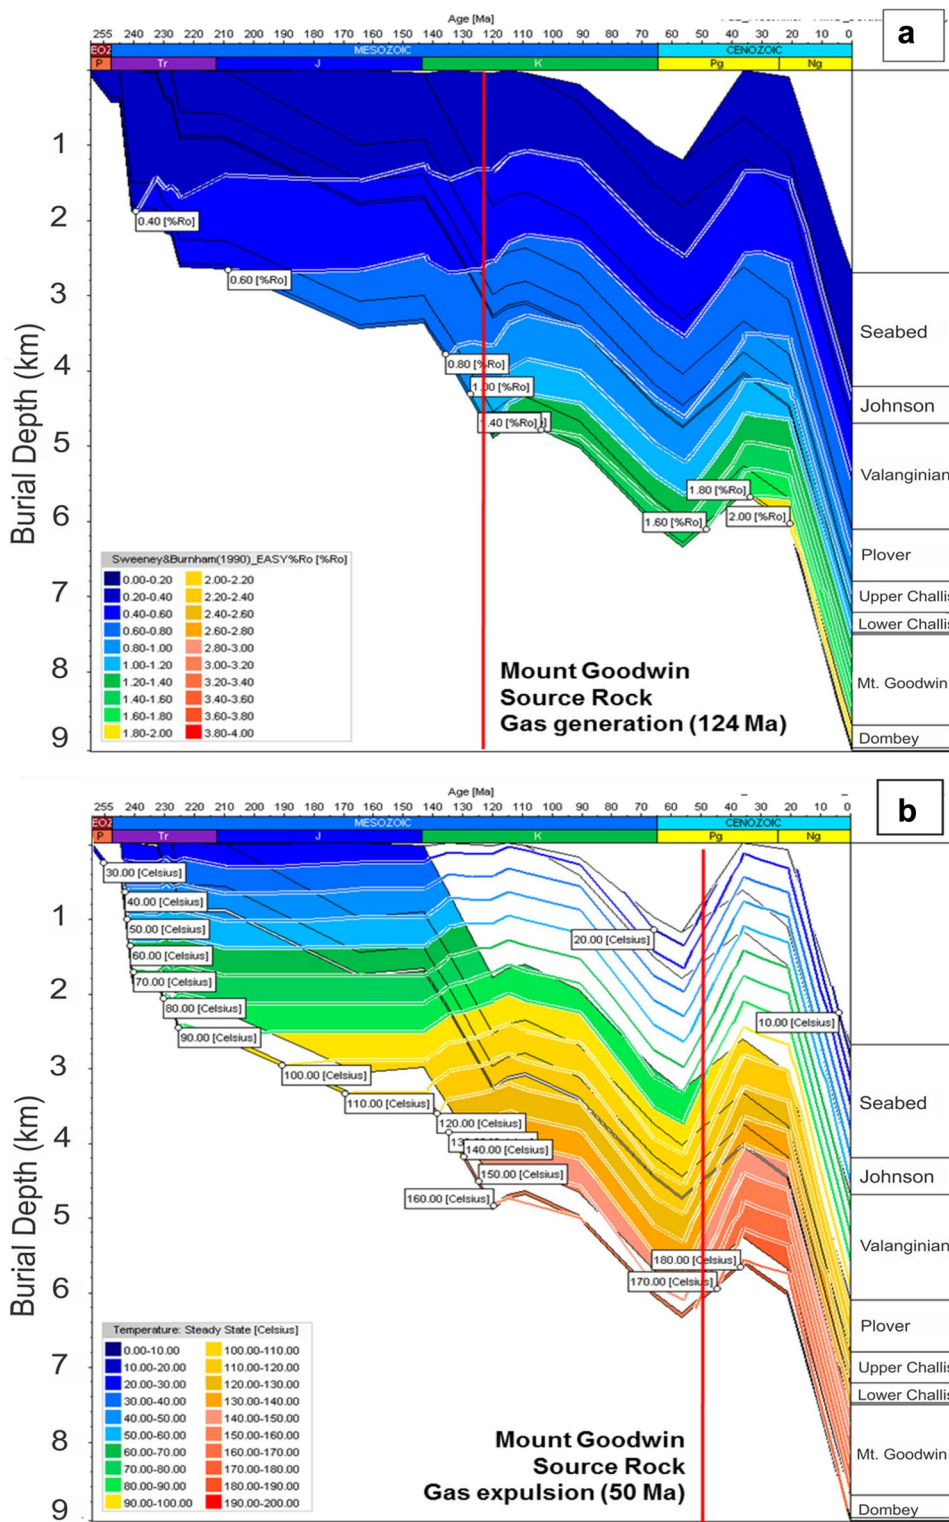 Age [Ma]
a
255 240 230 220 210 200 190 180 170 160 150 140 130 120 110 100 90 80 70 60 50 40 30 20 10 0
EOZ MESOZOIC CENOZOIC
P Tr J K Pg Ng
Burial Depth (km)
1
2
3
4
5
6
7
8
9
0.40 [%Ro]
0.60 [%Ro]
0.80 [%Ro]
1.00 [%Ro]
1.40 [%Ro]
1.80 [%Ro]
1.60 [%Ro]
2.00 [%Ro]
Seabed
Johnson
Valanginian
Plover
Upper Challis
Lower Challis
Mt. Goodwin
Dombey
Sweeney&Burnham(1990)_EASY%Ro [%Ro]
0.00-0.20 2.00-2.20
0.20-0.40 2.20-2.40
0.40-0.60 2.40-2.60
0.60-0.80 2.60-2.80
0.80-1.00 2.80-3.00
1.00-1.20 3.00-3.20
1.20-1.40 3.20-3.40
1.40-1.60 3.40-3.60
1.60-1.80 3.60-3.80
1.80-2.00 3.80-4.00
Mount Goodwin
Source Rock
Gas generation (124 Ma)
Age [Ma]
b
255 240 230 220 210 200 190 180 170 160 150 140 130 120 110 100 90 80 70 60 50 40 30 20 10 0
EOZ MESOZOIC CENOZOIC
P Tr J K Pg Ng
Burial Depth (km)
1
2
3
4
5
6
7
8
9
30.00 [Celsius]
40.00 [Celsius]
50.00 [Celsius]
60.00 [Celsius]
70.00 [Celsius]
80.00 [Celsius]
90.00 [Celsius]
100.00 [Celsius]
110.00 [Celsius]
120.00 [Celsius]
140.00 [Celsius]
150.00 [Celsius]
160.00 [Celsius]
20.00 [Celsius]
10.00 [Celsius]
180.00 [Celsius]
170.00 [Celsius]
Seabed
Johnson
Valanginian
Plover
Upper Challis
Lower Challis
Mt. Goodwin
Dombey
Temperature: Steady State [Celsius]
0.00-10.00 100.00-110.00
10.00-20.00 110.00-120.00
20.00-30.00 120.00-130.00
30.00-40.00 130.00-140.00
40.00-50.00 140.00-150.00
50.00-60.00 150.00-160.00
60.00-70.00 160.00-170.00
70.00-80.00 170.00-180.00
80.00-90.00 180.00-190.00
90.00-100.00 190.00-200.00
Mount Goodwin
Source Rock
Gas expulsion (50 Ma)